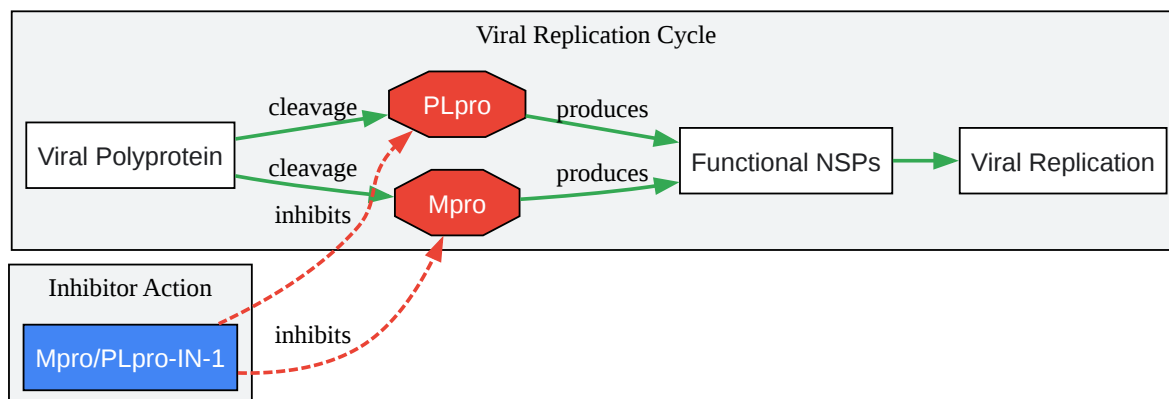 Viral Replication Cycle
cleavage
PLpro
produces
Viral Polyprotein
cleavage
Mpro
produces
Functional NSPs
Viral Replication
inhibits
Inhibitor Action
Mpro/PLpro-IN-1
inhibits